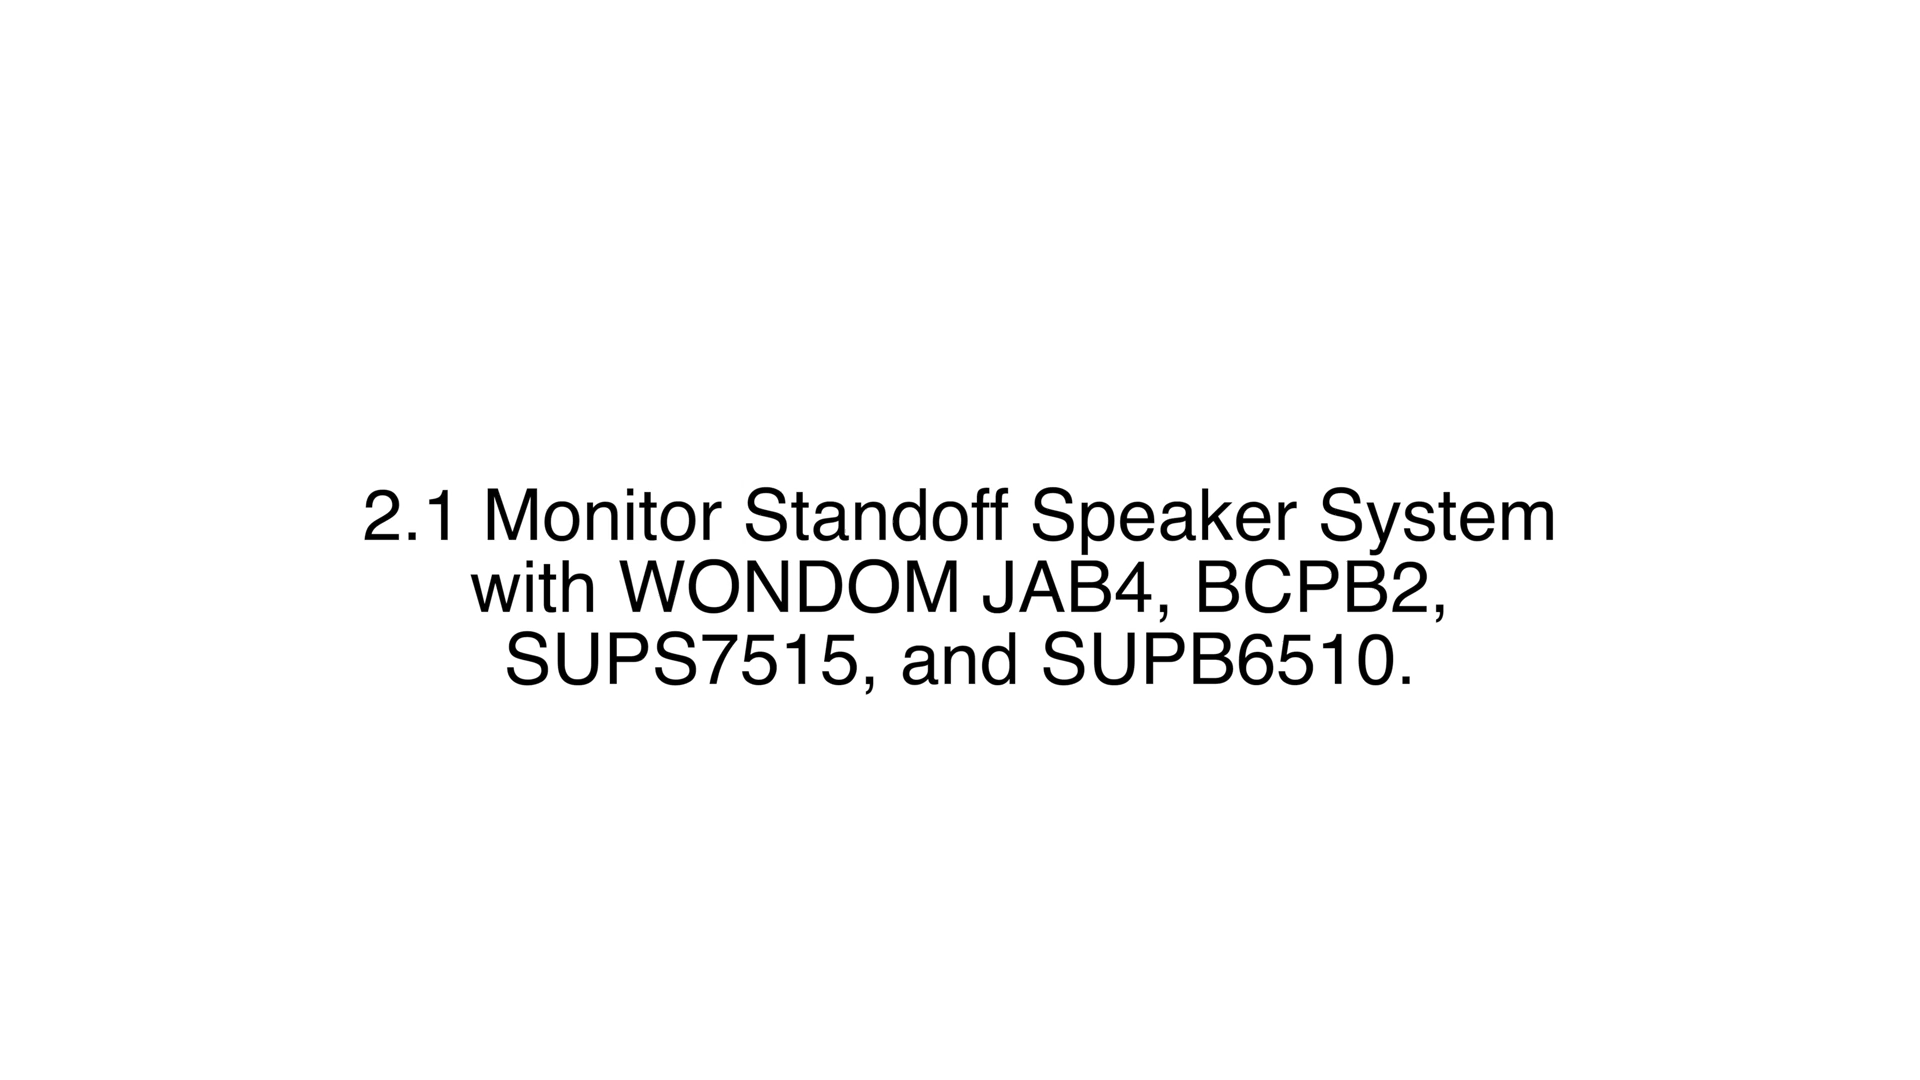 2.1 Monitor Standoff Speaker System
with WONDOM JAB4, BCPB2,
SUPS7515, and SUPB6510.